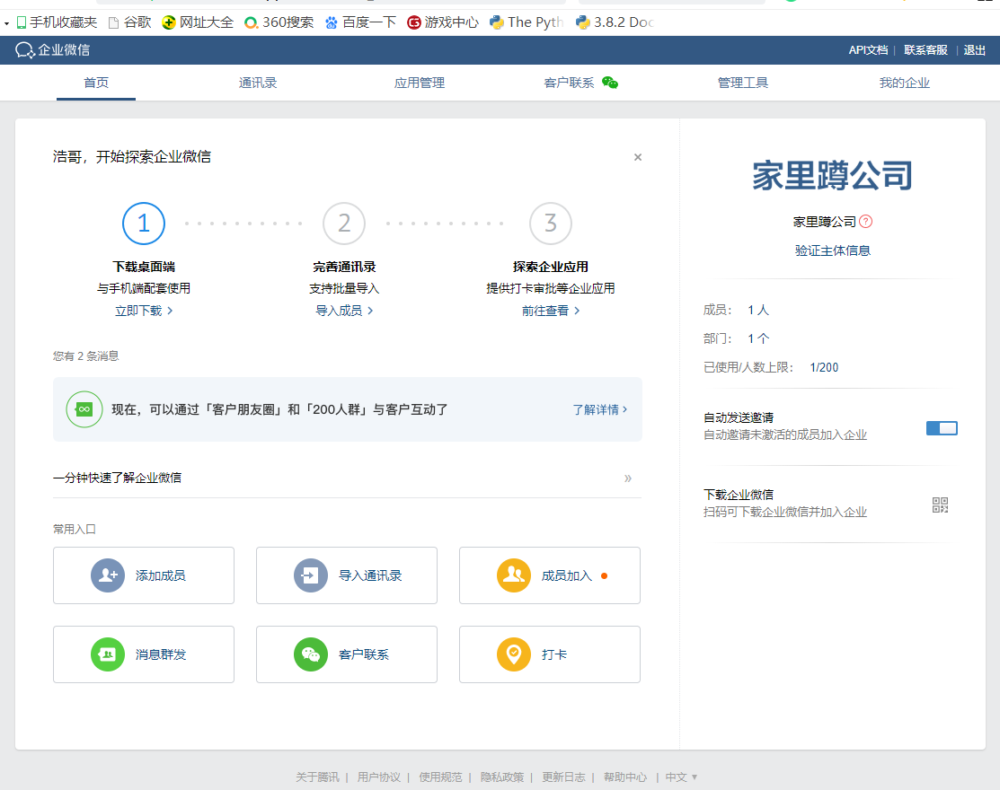 手机收藏夹 谷歌 网址大全 360搜索 百度一下 游戏中心 The Pyth 3.8.2 Doc
企业微信 API文档 | 联系客服 | 退出
首页 通讯录 应用管理 客户联系 管理工具 我的企业
浩哥，开始探索企业微信 ×
1 2 3
下载桌面端 完善通讯录 探索企业应用
与手机端配套使用 支持批量导入 提供打卡审批等企业应用
立即下载 导入成员 前往查看
您有 2 条消息
现在，可以通过「客户朋友圈」和「200人群」与客户互动了 了解详情
一分钟快速了解企业微信 »
常用入口
添加成员 导入通讯录 成员加入
消息群发 客户联系 打卡
家里蹲公司
家里蹲公司 ?
验证主体信息
成员： 1 人
部门： 1 个
已使用/人数上限： 1/200
自动发送邀请
自动邀请未激活的成员加入企业
下载企业微信
扫码可下载企业微信并加入企业
关于腾讯 | 用户协议 | 使用规范 | 隐私政策 | 更新日志 | 帮助中心 | 中文